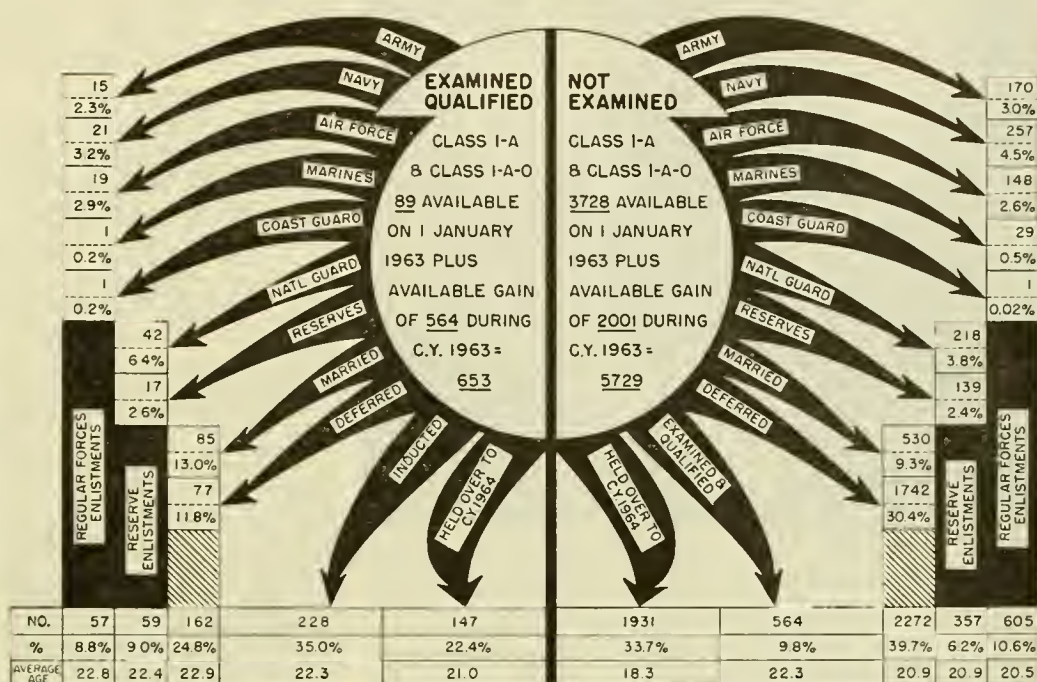 ARMY
NAVY
AIR FORCE
MARINES
COAST GUARD
NATL GUARD
RESERVES
MARRIED
DEFERRED
INDUCTED
HELD OVER TO
CY 1964
EXAMINED
QUALIFIED
CLASS I-A
& CLASS I-A-O
89 AVAILABLE
ON I JANUARY
1963 PLUS
AVAILABLE GAIN
OF 564 DURING
C.Y. 1963=
653
NOT
EXAMINED
CLASS I-A
& CLASS I-A-O
3728 AVAILABLE
ON I JANUARY
1963 PLUS
AVAILABLE GAIN
OF 2001 DURING
C.Y. 1963=
5729
ARMY
NAVY
AIR FORCE
MARINES
COAST GUARD
NATL GUARD
RESERVES
MARRIED
DEFERRED
EXAMINED &
QUALIFIED
HELD OVER TO
CY 1964
15
2.3%
21
3.2%
19
2.9%
1
0.2%
1
0.2%
42
6.4%
17
2.6%
85
13.0%
77
11.8%
REGULAR FORCES
ENLISTMENTS
RESERVE
ENLISTMENTS
170
3.0%
257
4.5%
148
2.6%
29
0.5%
1
0.02%
218
3.8%
139
2.4%
530
9.3%
1742
30.4%
RESERVE
ENLISTMENTS
REGULAR FORCES
ENLISTMENTS
NO. 57 59 162 228 147 1931 564 2272 357 605
% 8.8% 9.0% 24.8% 35.0% 22.4% 33.7% 9.8% 39.7% 6.2% 10.6%
AVERAGE AGE 22.8 22.4 22.9 22.3 21.0 18.3 22.3 20.9 20.9 20.5